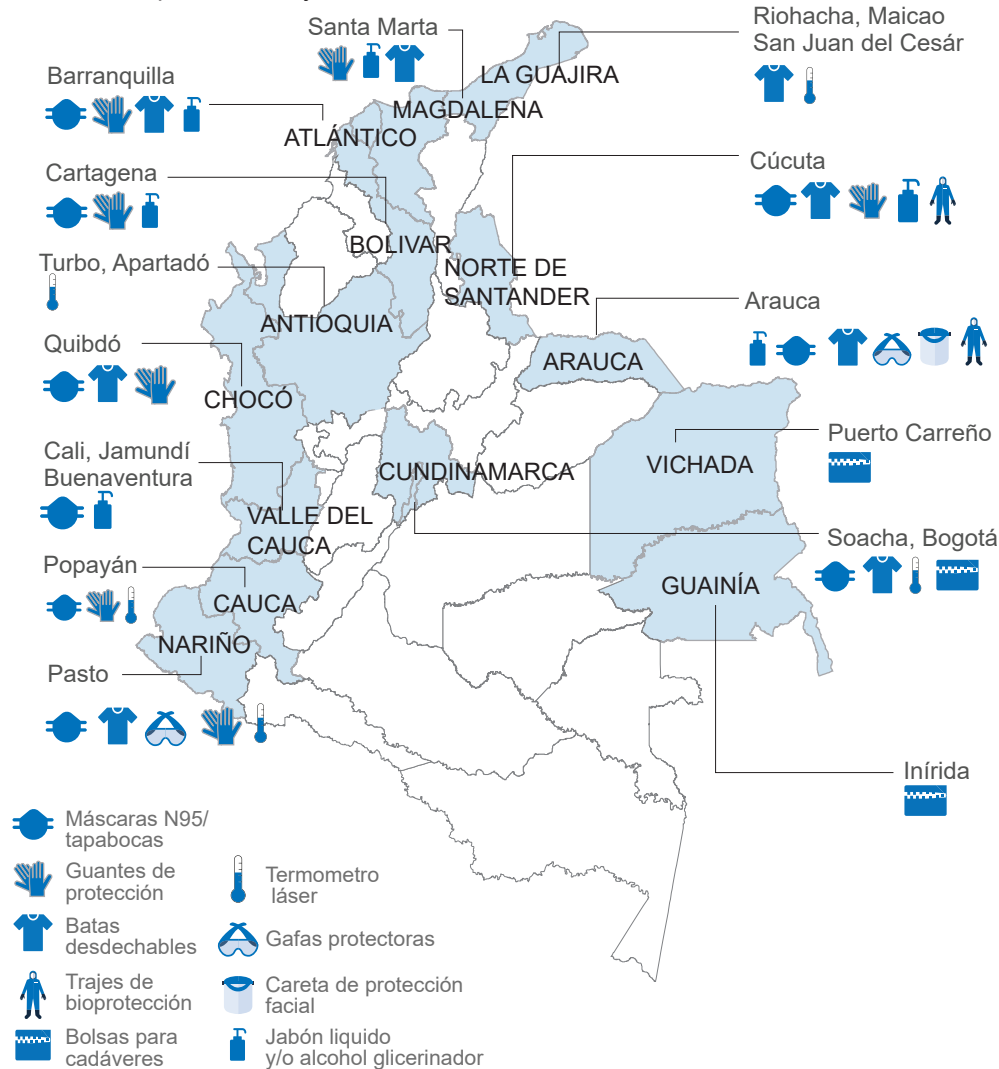 Santa Marta
Riohacha, Maicao
San Juan del Cesár
Barranquilla
LA GUAJIRA
MAGDALENA
ATLÁNTICO
Cartagena
Cúcuta
BOLIVAR
Turbo, Apartadó
NORTE DE
SANTANDER
Arauca
ANTIOQUIA
Quibdó
ARAUCA
CHOCÓ
Puerto Carreño
Cali, Jamundí
Buenaventura
CUNDINAMARCA
VICHADA
VALLE DEL
CAUCA
Soacha, Bogotá
Popayán
GUAINÍA
CAUCA
NARIÑO
Pasto
Inírida
Máscaras N95/
tapabocas
Guantes de
protección
Termometro
láser
Batas
desdechables
Gafas protectoras
Trajes de
bioprotección
Careta de protección
facial
Bolsas para
cadáveres
Jabón liquido
y/o alcohol glicerinador